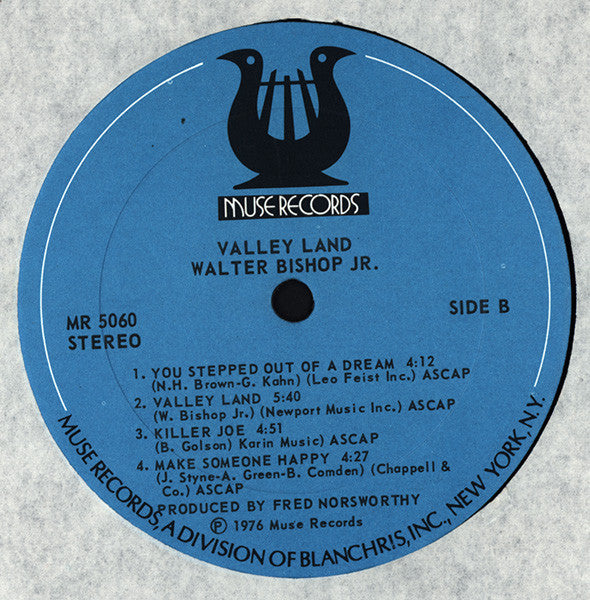 MUSE RECORDS
VALLEY LAND
WALTER BISHOP JR.
MR 5060
STEREO
SIDE B
1. YOU STEPPED OUT OF A DREAM 4:12
(N.H. Brown-G. Kahn) (Leo Feist Inc.) ASCAP
2. VALLEY LAND 5:40
(W. Bishop Jr.) (Newport Music Inc.) ASCAP
3. KILLER JOE 4:51
(B. Golson) Karin Music) ASCAP
4. MAKE SOMEONE HAPPY 4:27
(J. Styne-A. Green-B. Comden) (Chappell &
Co.) ASCAP
PRODUCED BY FRED NORSWORTHY
Ⓟ 1976 Muse Records
MUSE RECORDS, A DIVISION OF BLANCHRIS, INC., NEW YORK, N.Y.